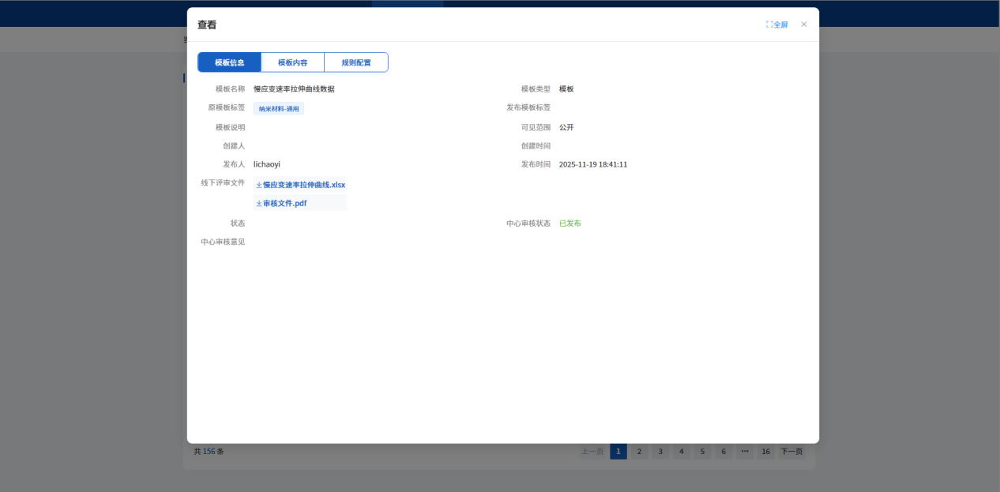 查看
全屏
模板信息 模板内容 规则配置
模板名称 慢应变速率拉伸曲线数据 模板类型 模板
原模板标签 纳米材料-通用 发布模板标签
模板说明 可见范围 公开
创建人 创建时间
发布人 lichaoyi 发布时间 2025-11-19 18:41:11
线下评审文件 慢应变速率拉伸曲线.xlsx
审核文件.pdf
状态 中心审核状态 已发布
中心审核意见
共 156 条 上一页 1 2 3 4 5 6 ··· 16 下一页